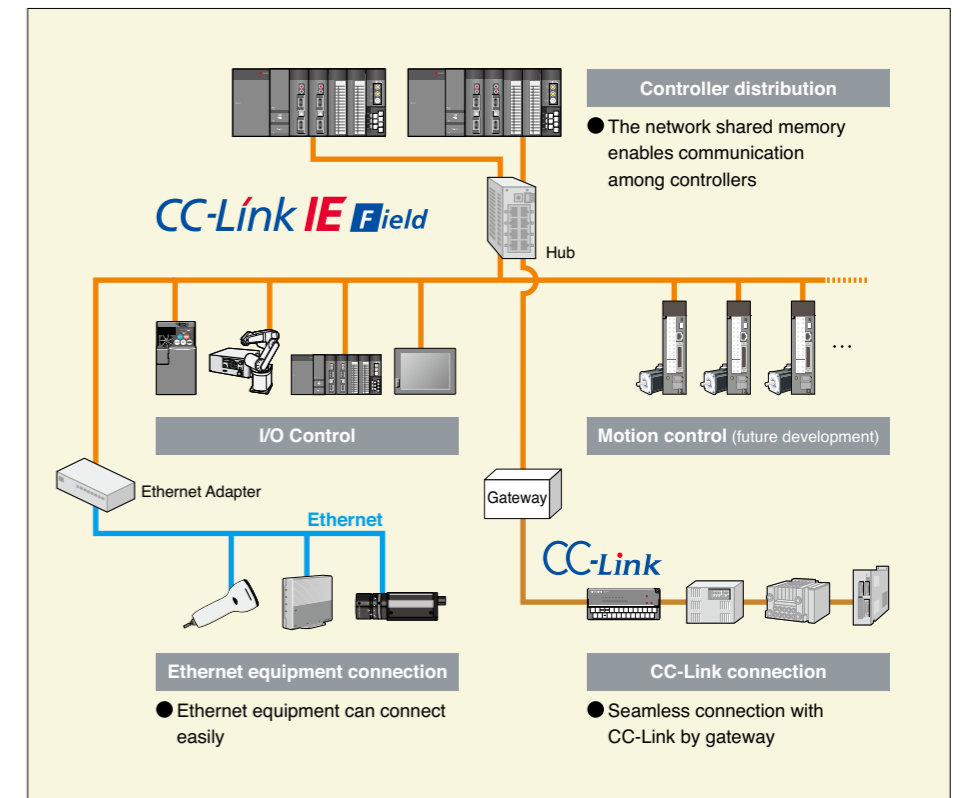 Controller distribution
● The network shared memory
enables communication
among controllers
CC-Link IE Field
Hub
I/O Control
Motion control (future development)
...
Ethernet Adapter
Gateway
Ethernet
CC-Link
Ethernet equipment connection
● Ethernet equipment can connect
easily
CC-Link connection
● Seamless connection with
CC-Link by gateway